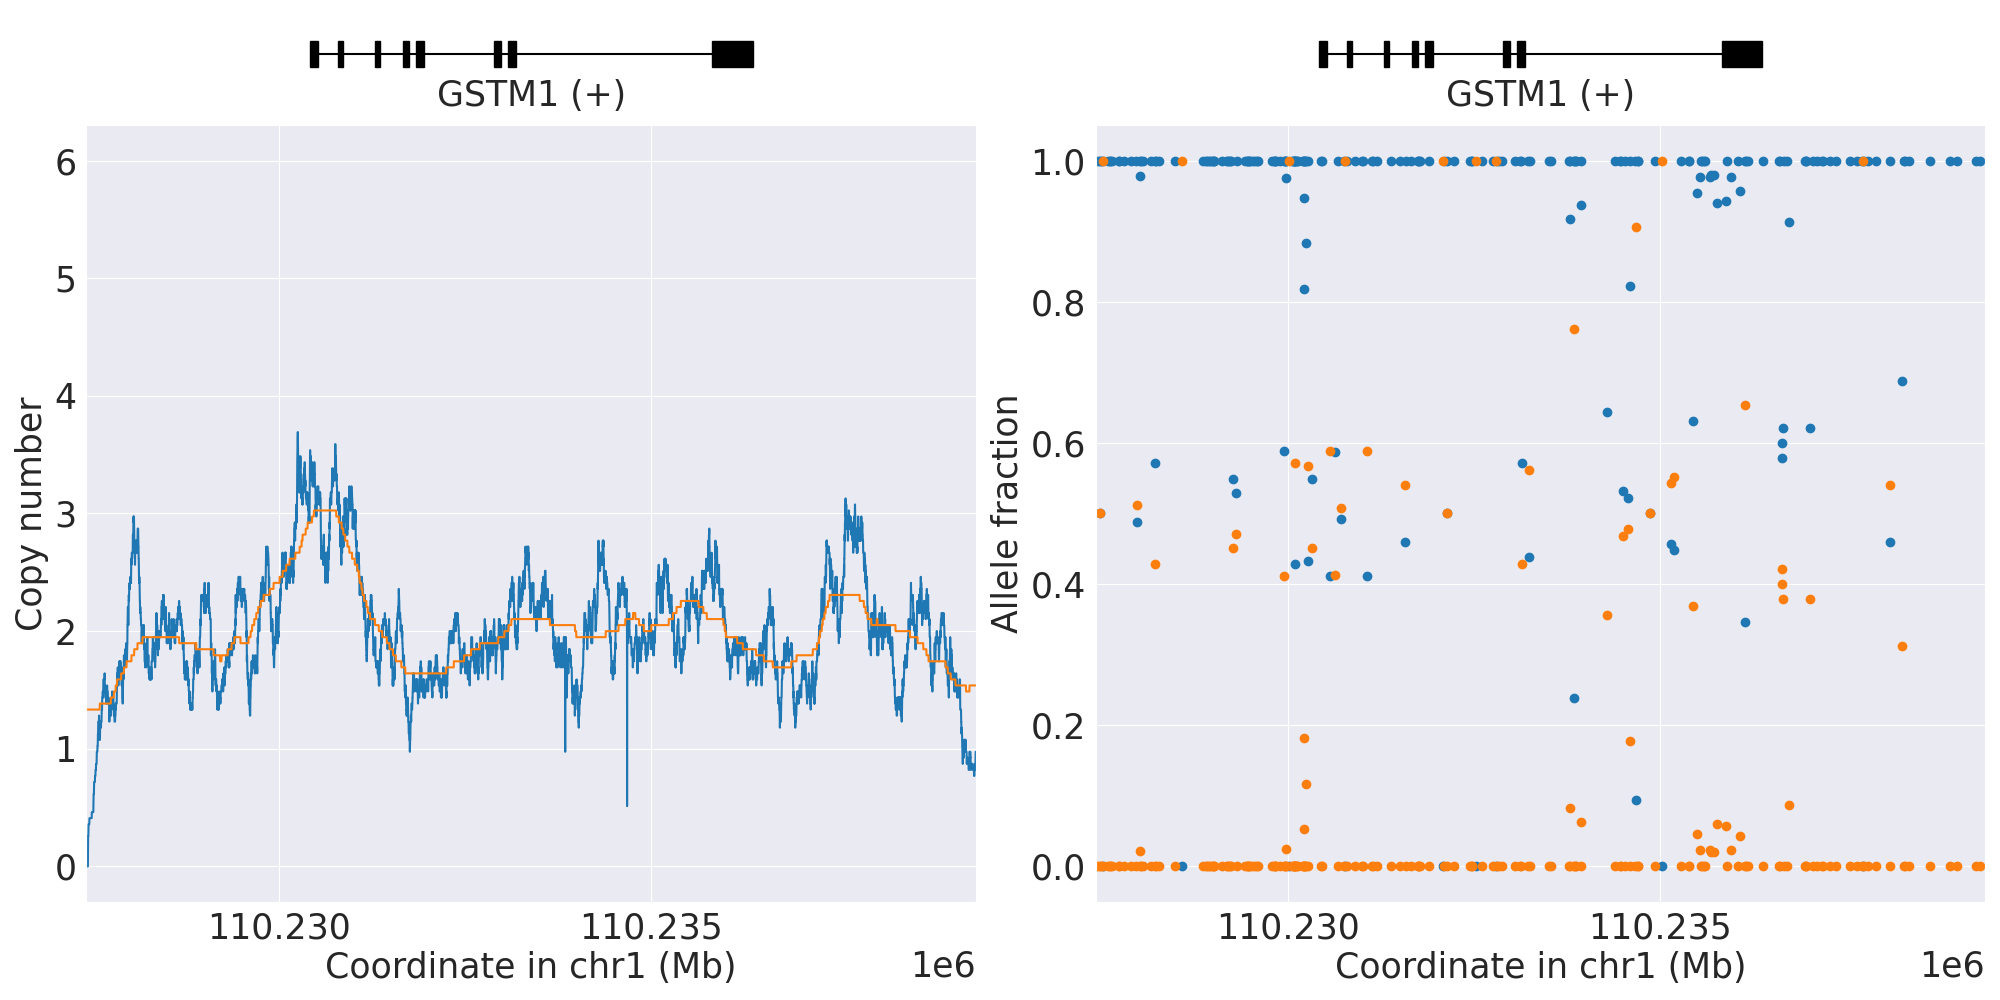 GSTM1 (+)
6
5
4
3
2
1
0
Copy number
110.230
110.235
Coordinate in chr1 (Mb)
1e6
GSTM1 (+)
1.0
0.8
0.6
0.4
0.2
0.0
Allele fraction
110.230
110.235
Coordinate in chr1 (Mb)
1e6